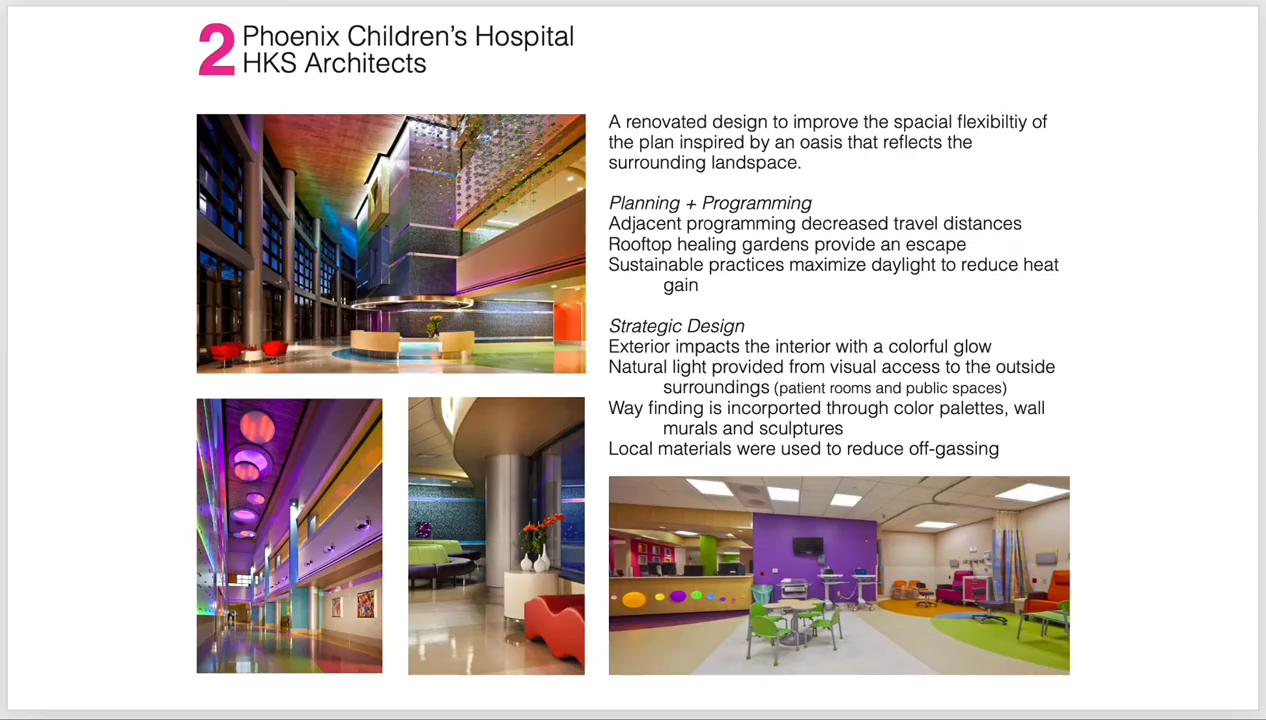 2 Phoenix Children's Hospital
HKS Architects
A renovated design to improve the spacial flexibiltiy of
the plan inspired by an oasis that reflects the
surrounding landspace.
Planning + Programming
Adjacent programming decreased travel distances
Rooftop healing gardens provide an escape
Sustainable practices maximize daylight to reduce heat
gain
Strategic Design
Exterior impacts the interior with a colorful glow
Natural light provided from visual access to the outside
surroundings (patient rooms and public spaces)
Way finding is incorported through color palettes, wall
murals and sculptures
Local materials were used to reduce off-gassing